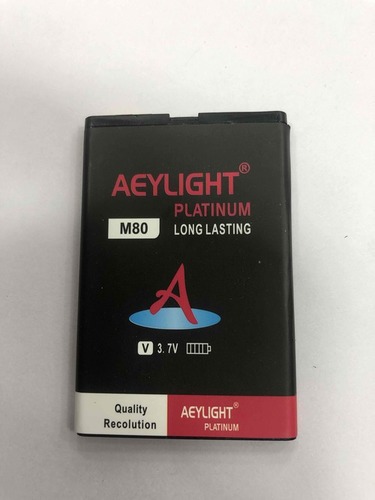 AEYLIGHT®
PLATINUM
M80 LONG LASTING
A
V 3.7V
Quality
Recolution
AEYLIGHT®
PLATINUM